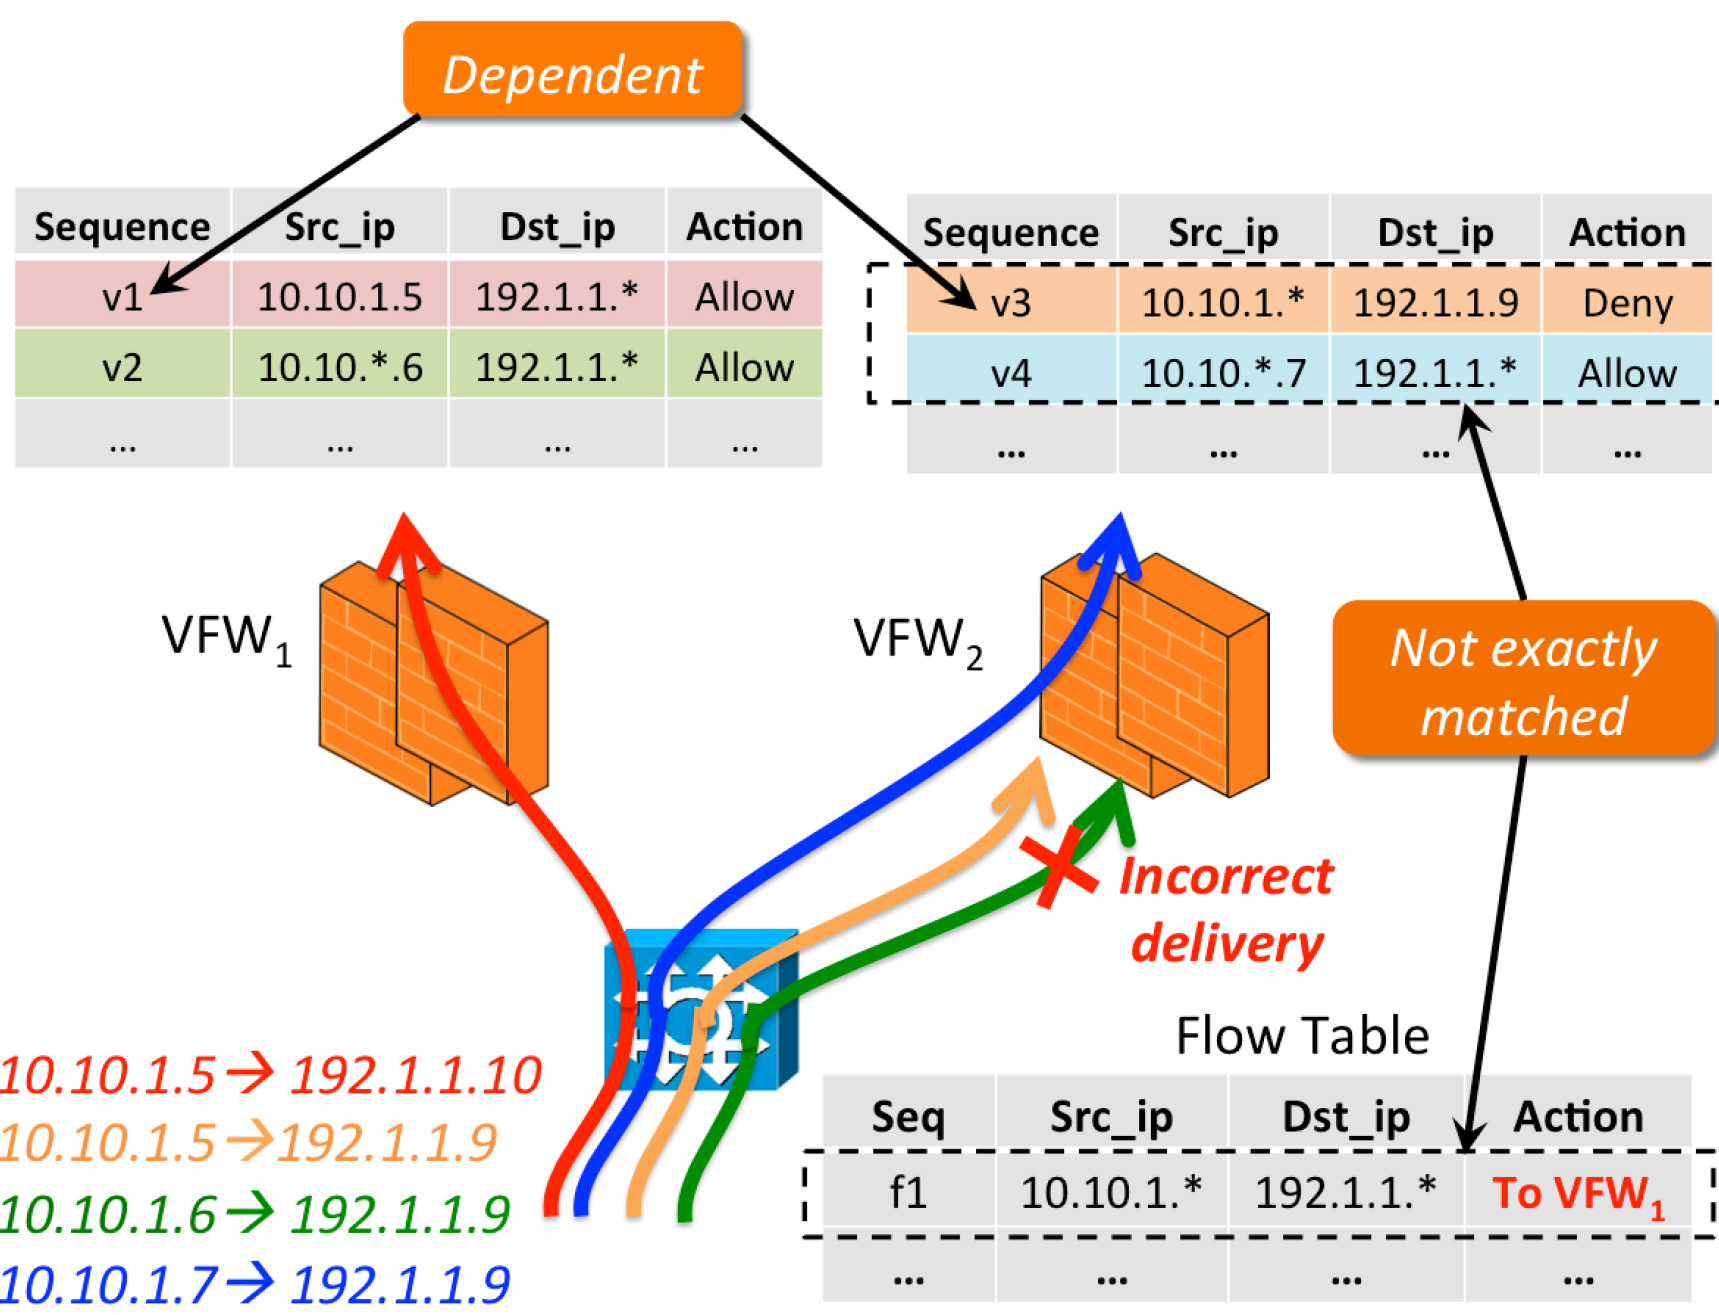 Dependent
Sequence Src_ip Dst_ip Action
v1 10.10.1.5 192.1.1.* Allow
v2 10.10.*.6 192.1.1.* Allow
... ... ... ...
Sequence Src_ip Dst_ip Action
v3 10.10.1.* 192.1.1.9 Deny
v4 10.10.*.7 192.1.1.* Allow
... ... ... ...
VFW1
VFW2
Not exactly
matched
Incorrect
delivery
10.10.1.5→ 192.1.1.10
10.10.1.5→192.1.1.9
10.10.1.6→ 192.1.1.9
10.10.1.7→ 192.1.1.9
Flow Table
Seq Src_ip Dst_ip Action
f1 10.10.1.* 192.1.1.* To VFW1
... ... ... ...